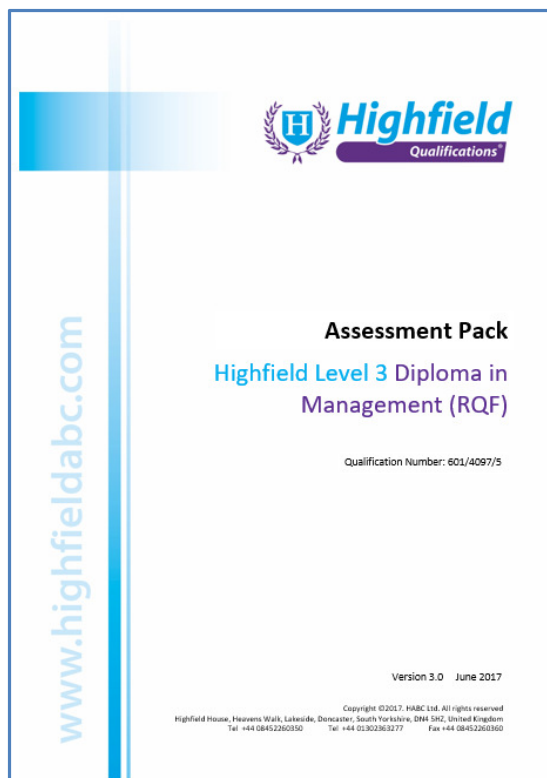 H Highfield
Qualifications®
Assessment Pack
Highfield Level 3 Diploma in
Management (RQF)
Qualification Number: 601/4097/5
www.highfieldabc.com
Version 3.0 June 2017
Copyright ©2017. HABC Ltd. All rights reserved
Highfield House, Heavens Walk, Lakeside, Doncaster, South Yorkshire, DN4 5HZ, United Kingdom
Tel +44 08452260350 Tel +44 01302363277 Fax +44 08452260360